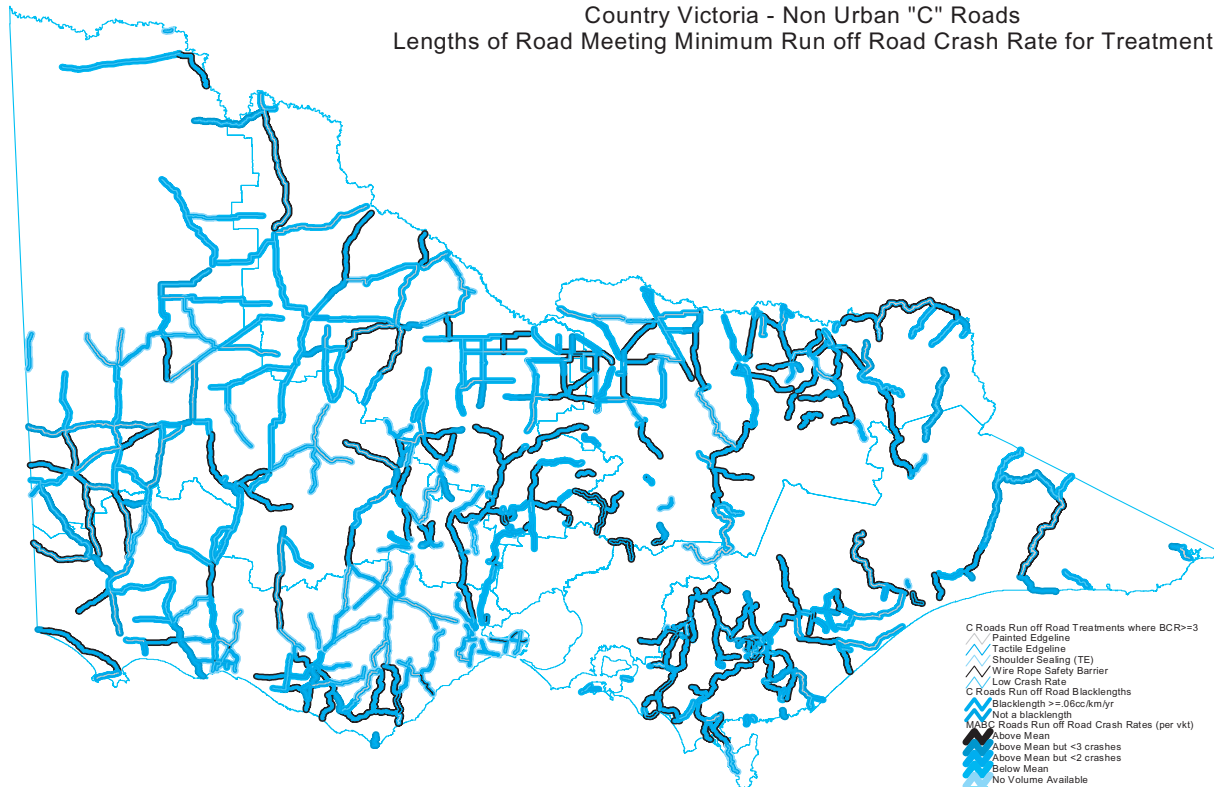 Country Victoria - Non Urban "C" Roads
Lengths of Road Meeting Minimum Run off Road Crash Rate for Treatment
C Roads Run off Road Treatments where BCR>=3
Painted Edgeline
Tactile Edgeline
Shoulder Sealing (TE)
Wire Rope Safety Barrier
Low Crash Rate
C Roads Run off Road Blacklengths
Blacklength >=.06cc/km/yr
Not a blacklength
MABC Roads Run off Road Crash Rates (per vkt)
Above Mean
Above Mean but <3 crashes
Above Mean but <2 crashes
Below Mean
No Volume Available